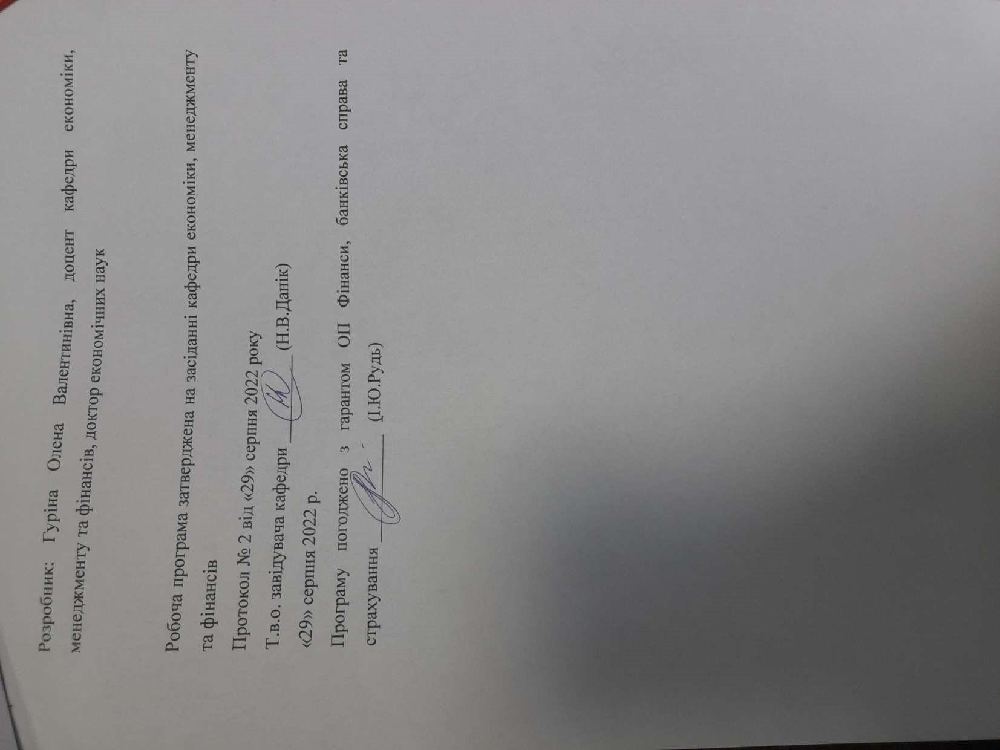 Розробник: Гуріна Олена Валентинівна, доцент кафедри економіки,
менеджменту та фінансів, доктор економічних наук
Робоча програма затверджена на засіданні кафедри економіки, менеджменту
та фінансів
Протокол № 2 від «29» серпня 2022 року
Т.в.о. завідувача кафедри __________ (Н.В.Данік)
«29» серпня 2022 р.
Програму погоджено з гарантом ОП Фінанси, банківська справа та
страхування ____________ (І.Ю.Рудь)